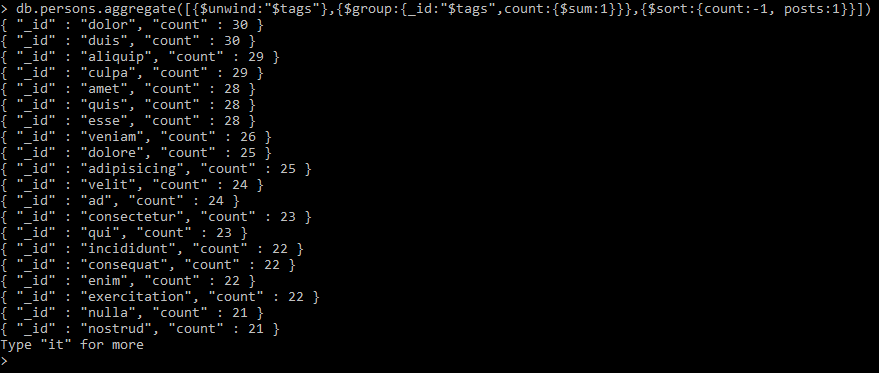 > db.persons.aggregate([{$unwind:"$tags"},{$group:{_id:"$tags",count:{$sum:1}}},{$sort:{count:-1, posts:1}}])
{ "_id" : "dolor", "count" : 30 }
{ "_id" : "duis", "count" : 30 }
{ "_id" : "aliquip", "count" : 29 }
{ "_id" : "culpa", "count" : 29 }
{ "_id" : "amet", "count" : 28 }
{ "_id" : "quis", "count" : 28 }
{ "_id" : "esse", "count" : 28 }
{ "_id" : "veniam", "count" : 26 }
{ "_id" : "dolore", "count" : 25 }
{ "_id" : "adipisicing", "count" : 25 }
{ "_id" : "velit", "count" : 24 }
{ "_id" : "ad", "count" : 24 }
{ "_id" : "consectetur", "count" : 23 }
{ "_id" : "qui", "count" : 23 }
{ "_id" : "incididunt", "count" : 22 }
{ "_id" : "consequat", "count" : 22 }
{ "_id" : "enim", "count" : 22 }
{ "_id" : "exercitation", "count" : 22 }
{ "_id" : "nulla", "count" : 21 }
{ "_id" : "nostrud", "count" : 21 }
Type "it" for more
>